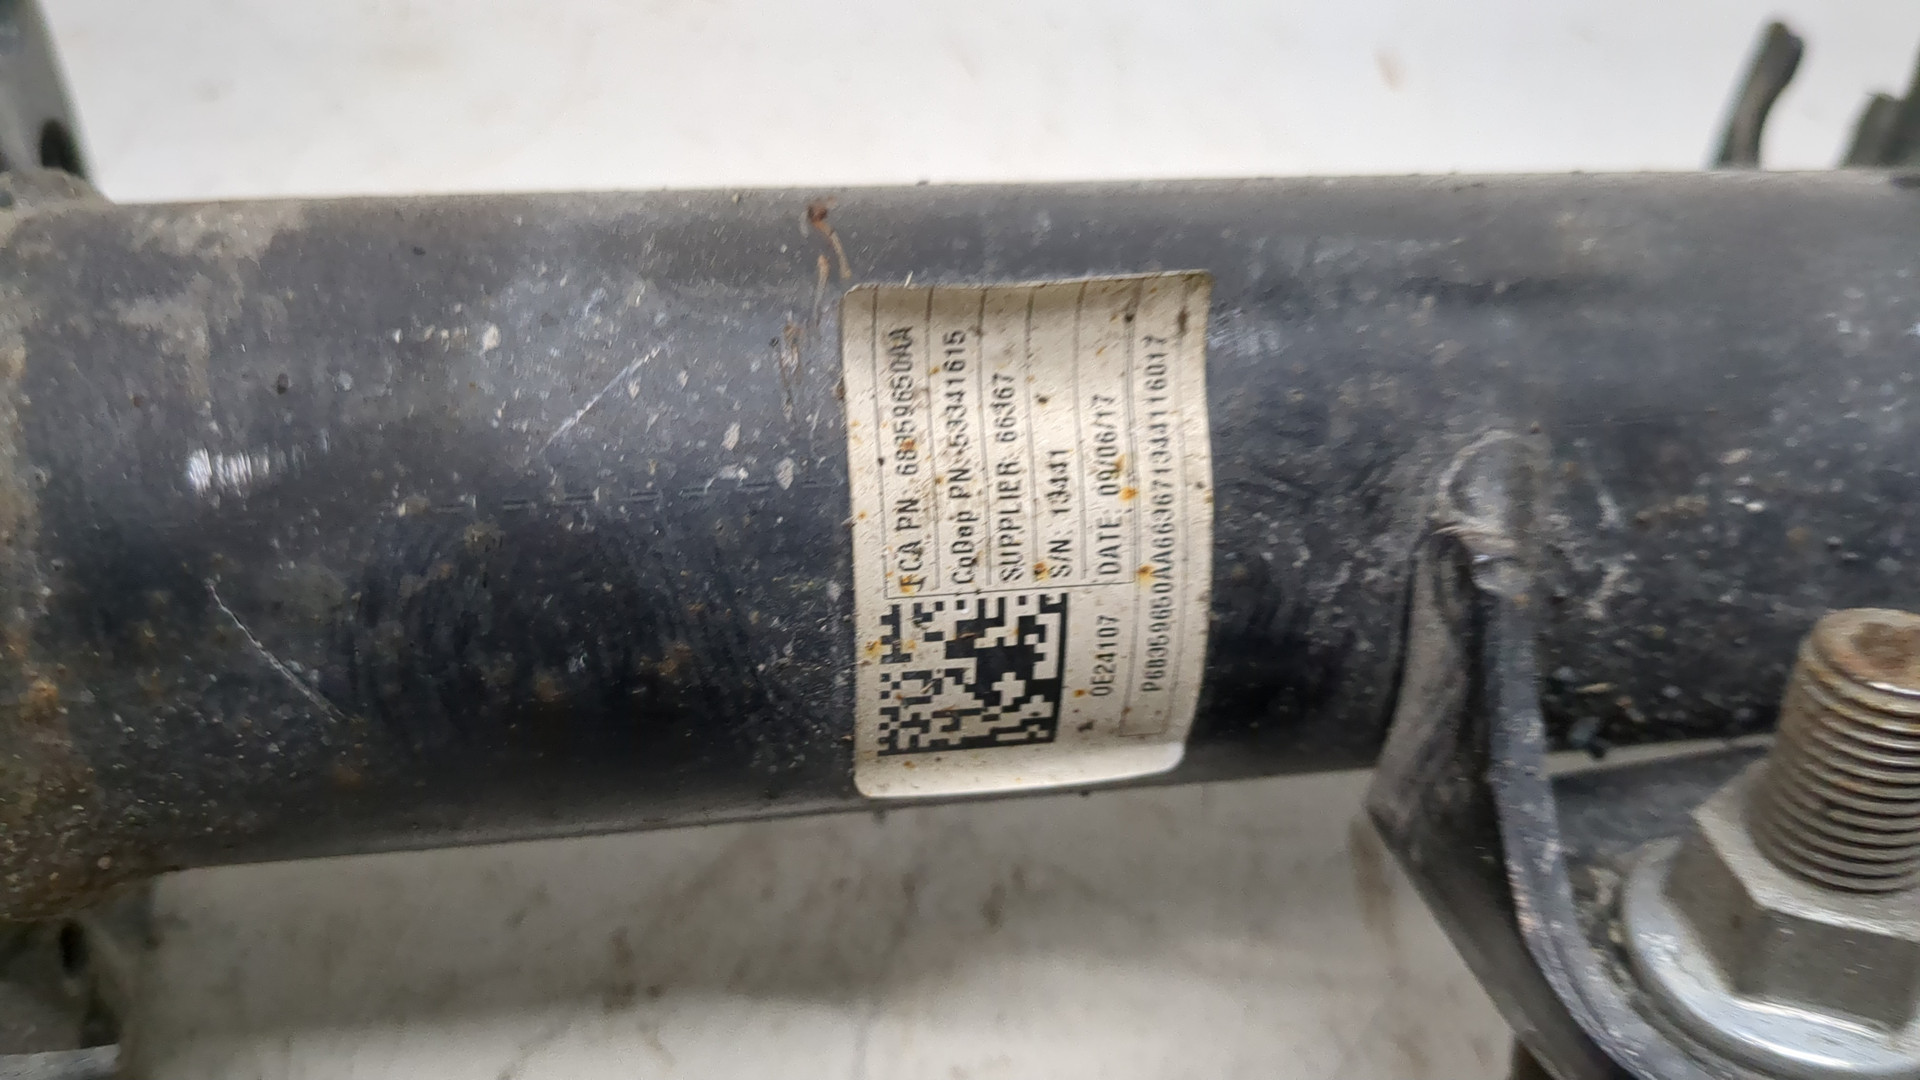 FCA PN: 68359650AA
CoDep PN: 53341615
SUPPLIER: 66367
S/N: 13441
DATE: 09/06/17
0E24107
P68359650AA663671344116017